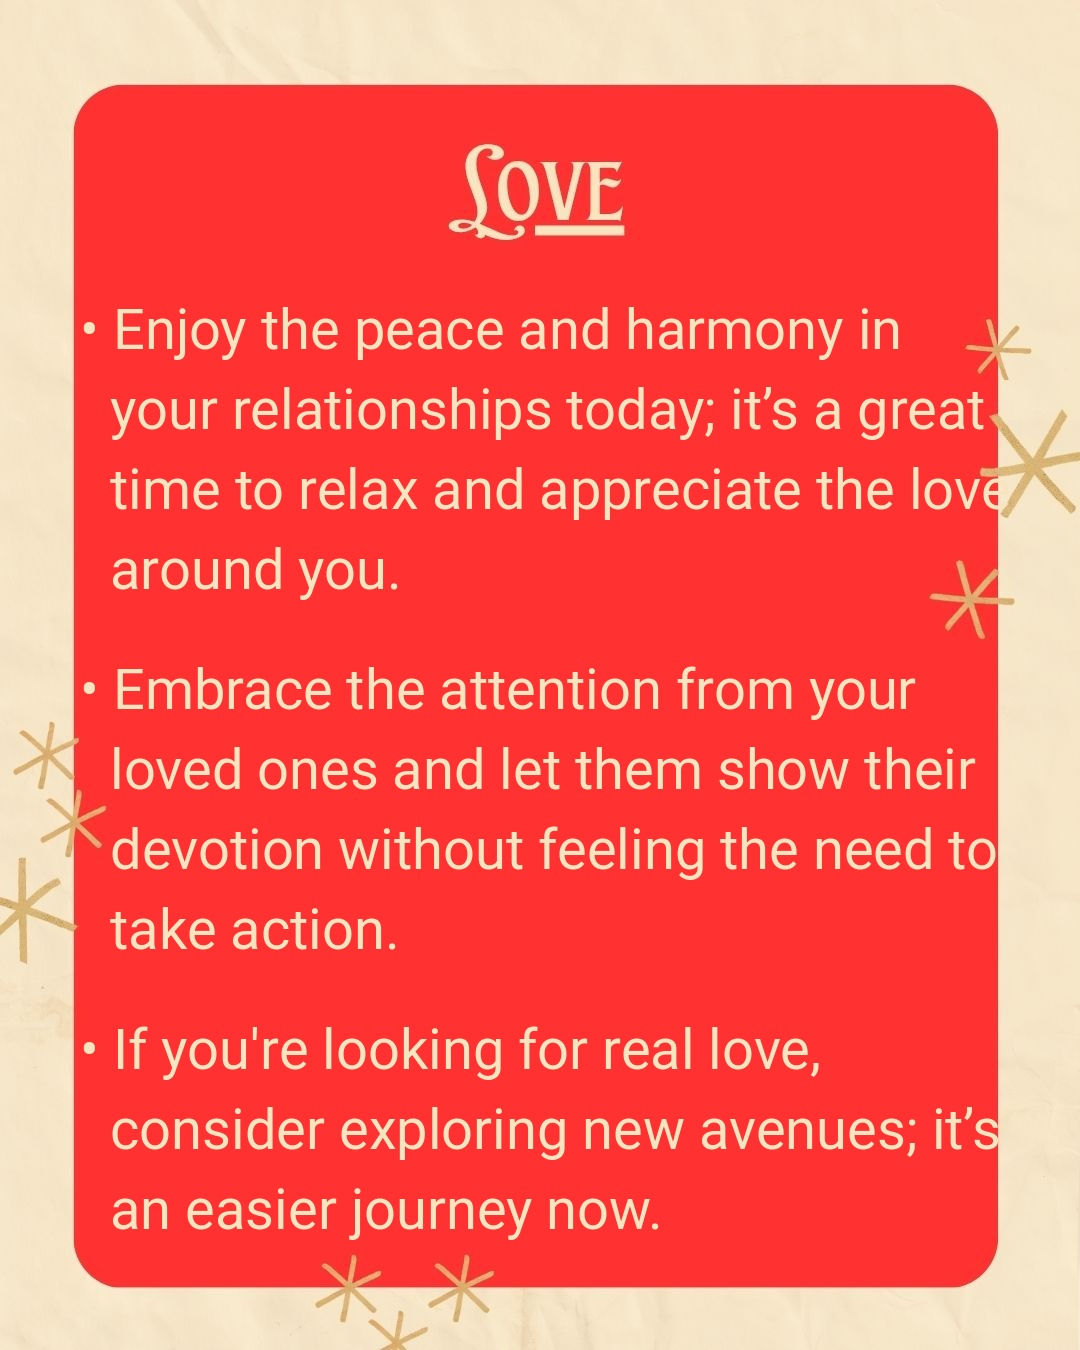 Love
• Enjoy the peace and harmony in
your relationships today; it’s a great
time to relax and appreciate the love
around you.
• Embrace the attention from your
loved ones and let them show their
devotion without feeling the need to
take action.
• If you're looking for real love,
consider exploring new avenues; it’s
an easier journey now.